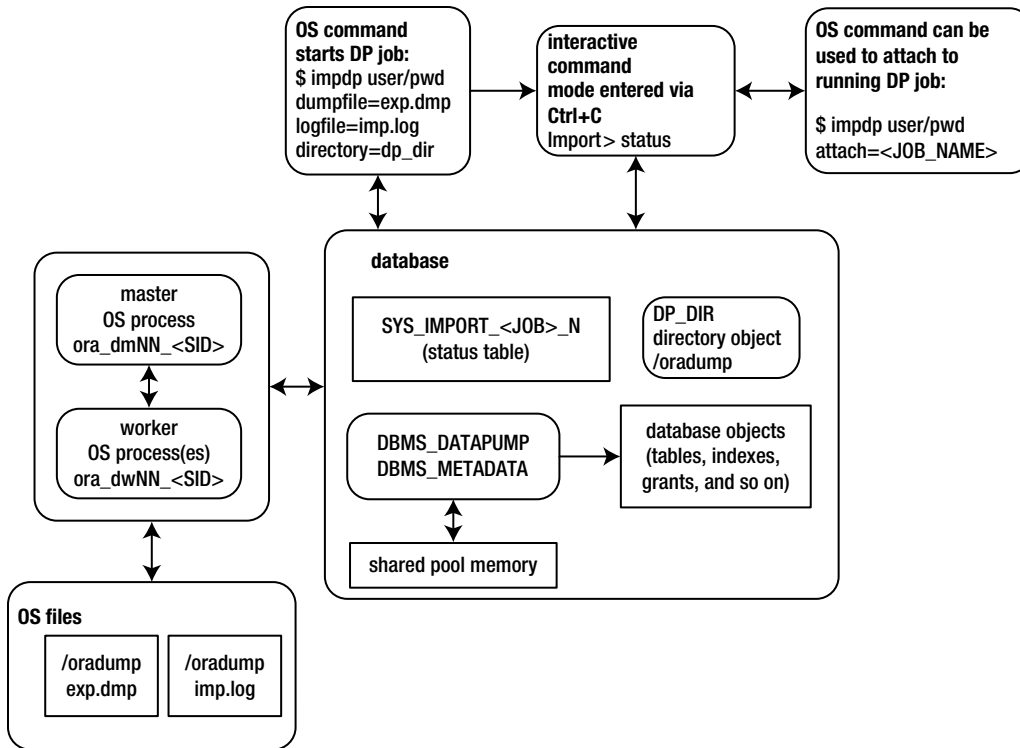 OS command
starts DP job:
$ impdp user/pwd
dumpfile=exp.dmp
logfile=imp.log
directory=dp_dir
interactive
command
mode entered via
Ctrl+C
Import> status
OS command can be
used to attach to
running DP job:
$ impdp user/pwd
attach=<JOB_NAME>
master
OS process
ora_dmNN_<SID>
worker
OS process(es)
ora_dwNN_<SID>
database
SYS_IMPORT_<JOB>_N
(status table)
DP_DIR
directory object
/oradump
DBMS_DATAPUMP
DBMS_METADATA
database objects
(tables, indexes,
grants, and so on)
shared pool memory
OS files
/oradump
exp.dmp
/oradump
imp.log